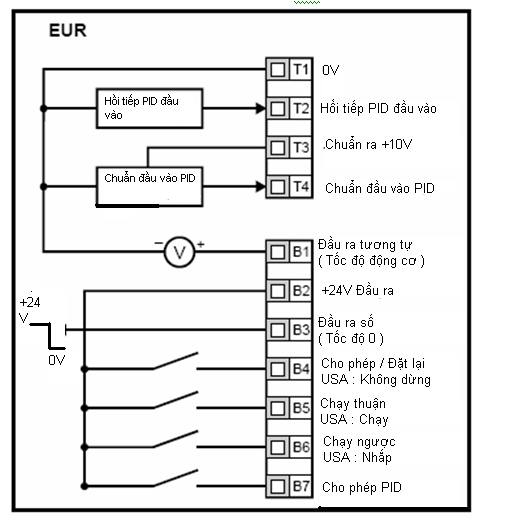 EUR
T1
0V
Hồi tiếp PID đầu
vào
T2
Hồi tiếp PID đầu vào
T3
.Chuẩn ra +10V
Chuẩn đầu vào PID
T4
Chuẩn đầu vào PID
− V +
B1
Đầu ra tương tự
( Tốc độ động cơ )
B2
+24V Đầu ra
+24
V
0V
B3
Đầu ra số
( Tốc độ 0 )
B4
Cho phép / Đặt lại
USA : Không dừng
B5
Chạy thuận
USA : Chạy
B6
Chạy ngược
USA : Nhắp
B7
Cho phép PID